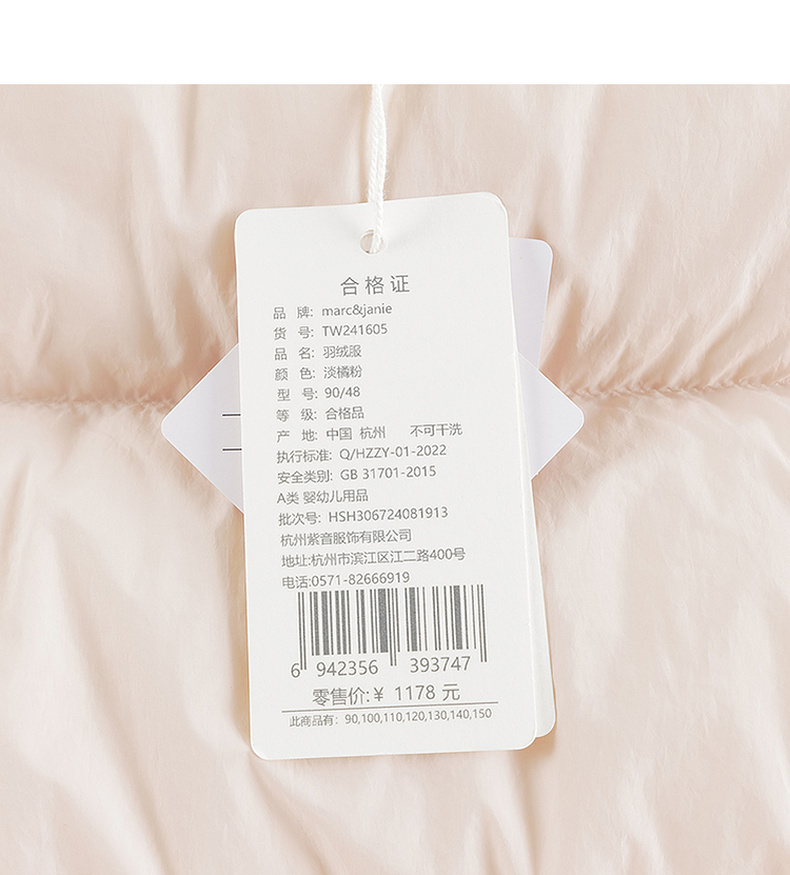 合格证
品 牌: marc&janie
货 号: TW241605
品 名: 羽绒服
颜 色: 淡橘粉
型 号: 90/48
等 级: 合格品
产 地: 中国 杭州 不可干洗
执行标准: Q/HZZY-01-2022
安全类别: GB 31701-2015
A类 婴幼儿用品
批次号: HSH306724081913
杭州紫音服饰有限公司
地址:杭州市滨江区江二路400号
电话:0571-82666919
6 942356 393747
零售价:¥ 1178 元
此商品有: 90,100,110,120,130,140,150